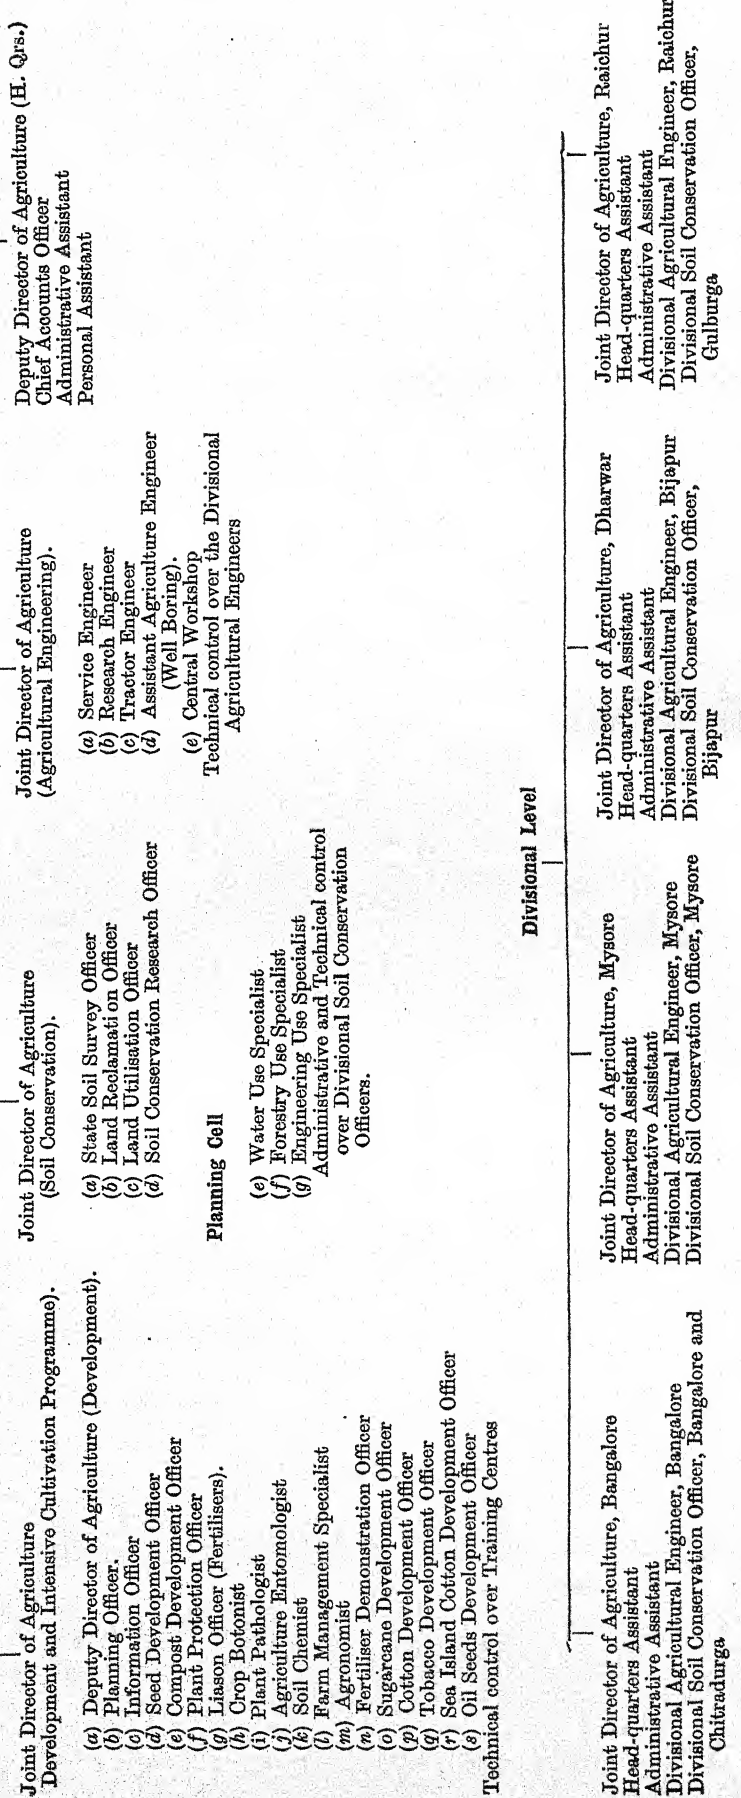 Joint Director of Agriculture
Development and Intensive Cultivation Programme).
(a) Deputy Director of Agriculture (Development).
(b) Planning Officer.
(c) Information Officer
(d) Seed Development Officer
(e) Compost Development Officer
(f) Plant Protection Officer
(g) Liason Officer (Fertilisers).
(h) Crop Botonist
(i) Plant Pathologist
(j) Agriculture Entomologist
(k) Soil Chemist
(l) Farm Management Specialist
(m) Agronomist
(n) Fertiliser Demonstration Officer
(o) Sugarcane Development Officer
(p) Cotton Development Officer
(q) Tobacco Development Officer
(r) Sea Island Cotton Development Officer
(s) Oil Seeds Development Officer
Technical control over Training Centres
Joint Director of Agriculture
(Soil Conservation).
(a) State Soil Survey Officer
(b) Land Reclamation Officer
(c) Land Utilisation Officer
(d) Soil Conservation Research Officer
Planning Cell
(e) Water Use Specialist
(f) Forestry Use Specialist
(g) Engineering Use Specialist
Administrative and Technical control
over Divisional Soil Conservation
Officers.
Joint Director of Agriculture
(Agricultural Engineering).
(a) Service Engineer
(b) Research Engineer
(c) Tractor Engineer
(d) Assistant Agriculture Engineer
(Well Boring).
(e) Central Workshop
Technical control over the Divisional
Agricultural Engineers
Deputy Director of Agriculture (H. Qrs.)
Chief Accounts Officer
Administrative Assistant
Personal Assistant
Divisional Level
Joint Director of Agriculture, Bangalore
Head-quarters Assistant
Administrative Assistant
Divisional Agricultural Engineer, Bangalore
Divisional Soil Conservation Officer, Bangalore and
Chitradurga
Joint Director of Agriculture, Mysore
Head-quarters Assistant
Administrative Assistant
Divisional Agricultural Engineer, Mysore
Divisional Soil Conservation Officer, Mysore
Joint Director of Agriculture, Dharwar
Head-quarters Assistant
Administrative Assistant
Divisional Agricultural Engineer, Bijapur
Divisional Soil Conservation Officer,
Bijapur
Joint Director of Agriculture, Raichur
Head-quarters Assistant
Administrative Assistant
Divisional Agricultural Engineer, Raichur
Divisional Soil Conservation Officer,
Gulburga